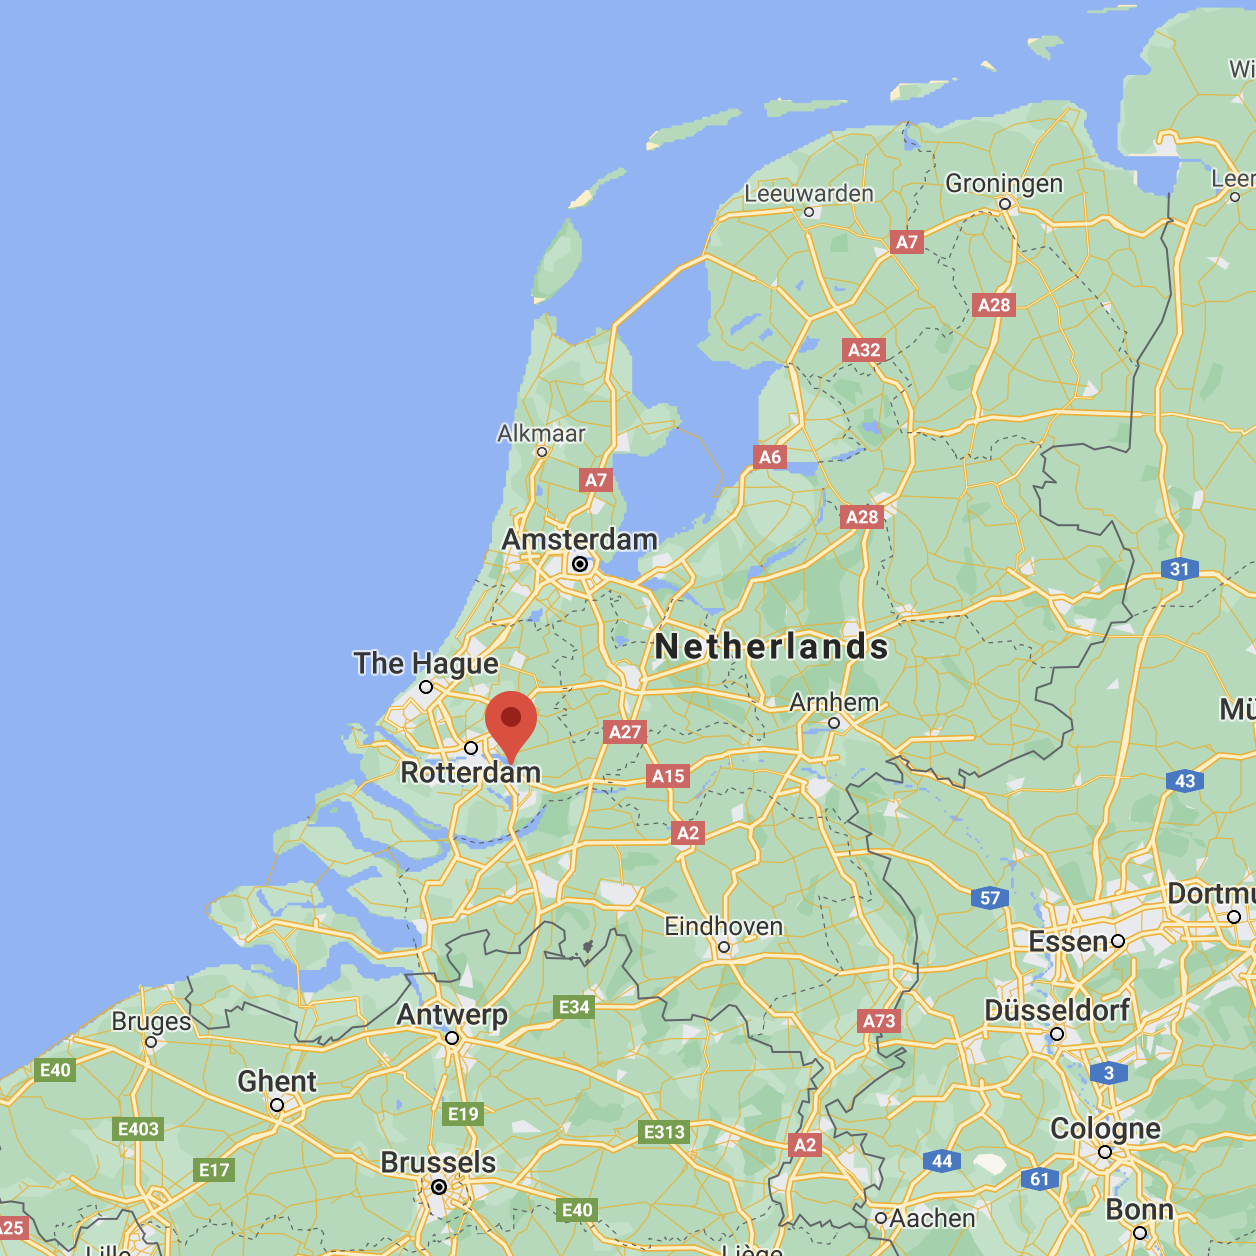 Wi
Leeuwarden
Groningen
Leer
A7
A28
A32
Alkmaar
A7
A6
A28
Amsterdam
31
Netherlands
The Hague
Arnhem
Mü
A27
Rotterdam
A15
43
A2
57
Dortmu
Eindhoven
Essen
E34
Antwerp
Düsseldorf
Bruges
A73
E40
3
Ghent
E19
E403
E313
Cologne
A2
Brussels
44
E17
61
E40
Bonn
A25
Aachen
Lille
Liège